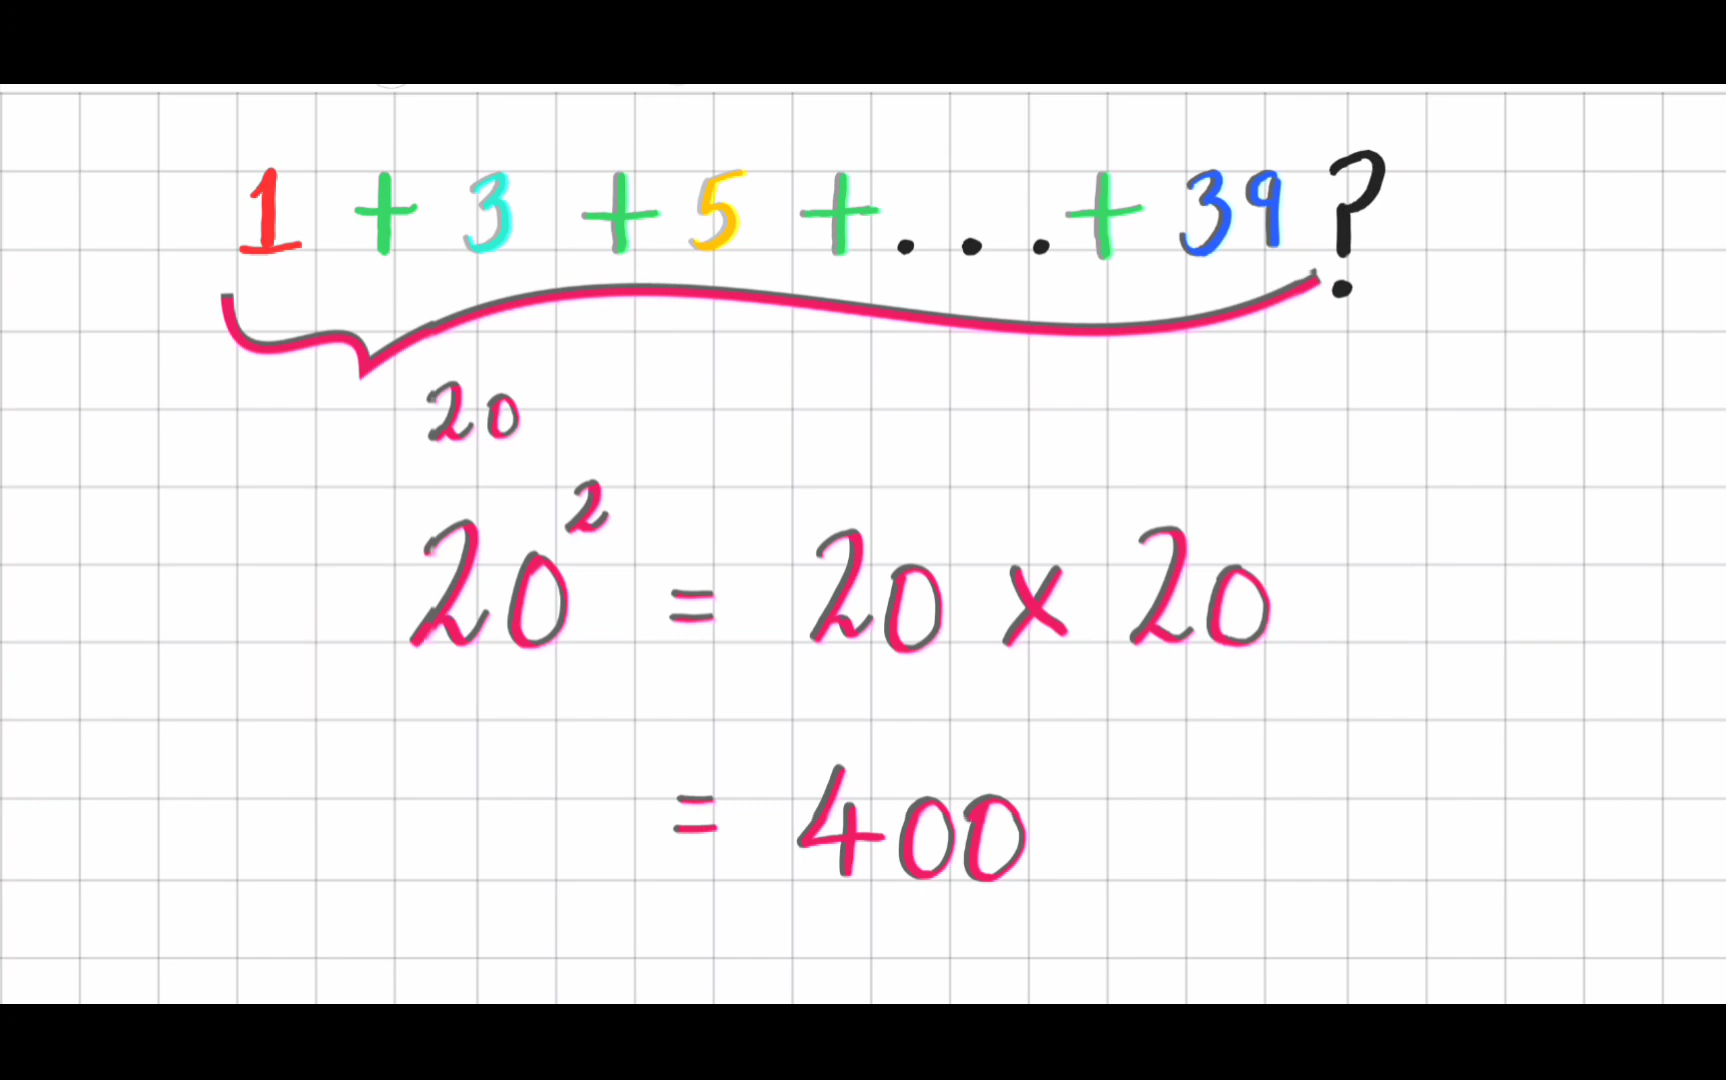 1 + 3 + 5 + ... + 39 ?
20
20² = 20 x 20
= 400